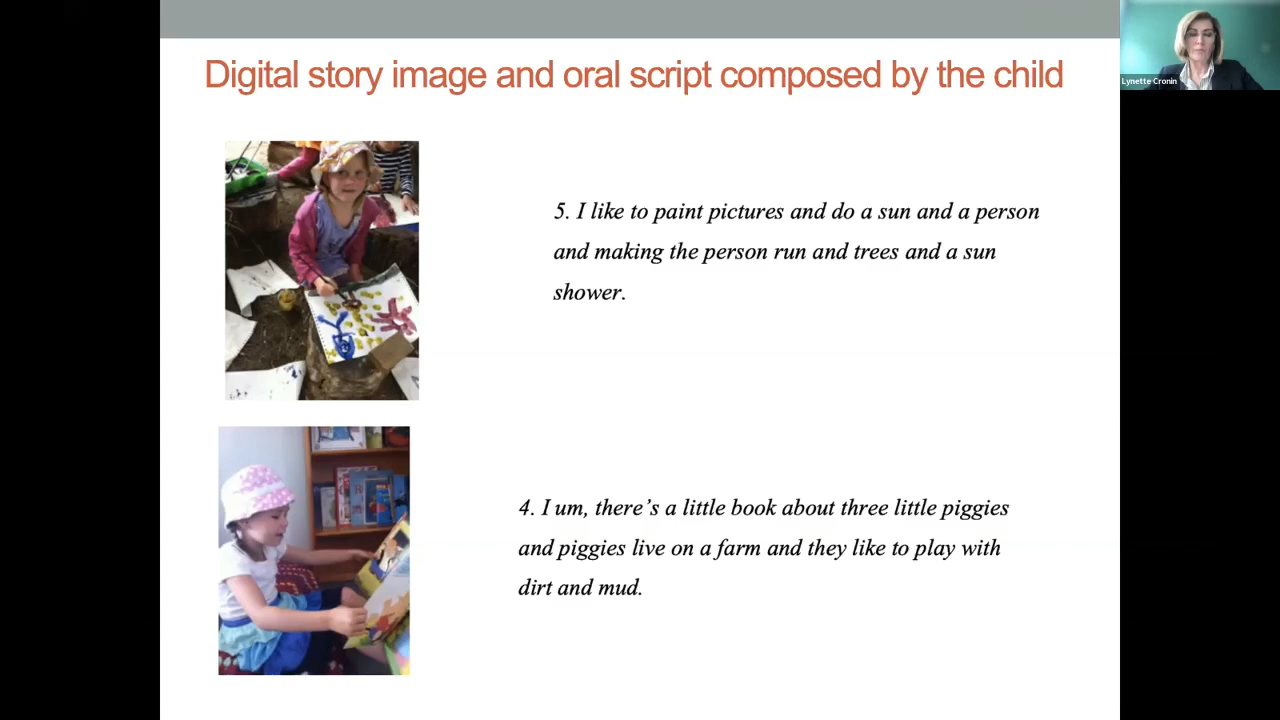 Digital story image and oral script composed by the child
Lynette Cronin
5. I like to paint pictures and do a sun and a person
and making the person run and trees and a sun
shower.
4. I um, there’s a little book about three little piggies
and piggies live on a farm and they like to play with
dirt and mud.